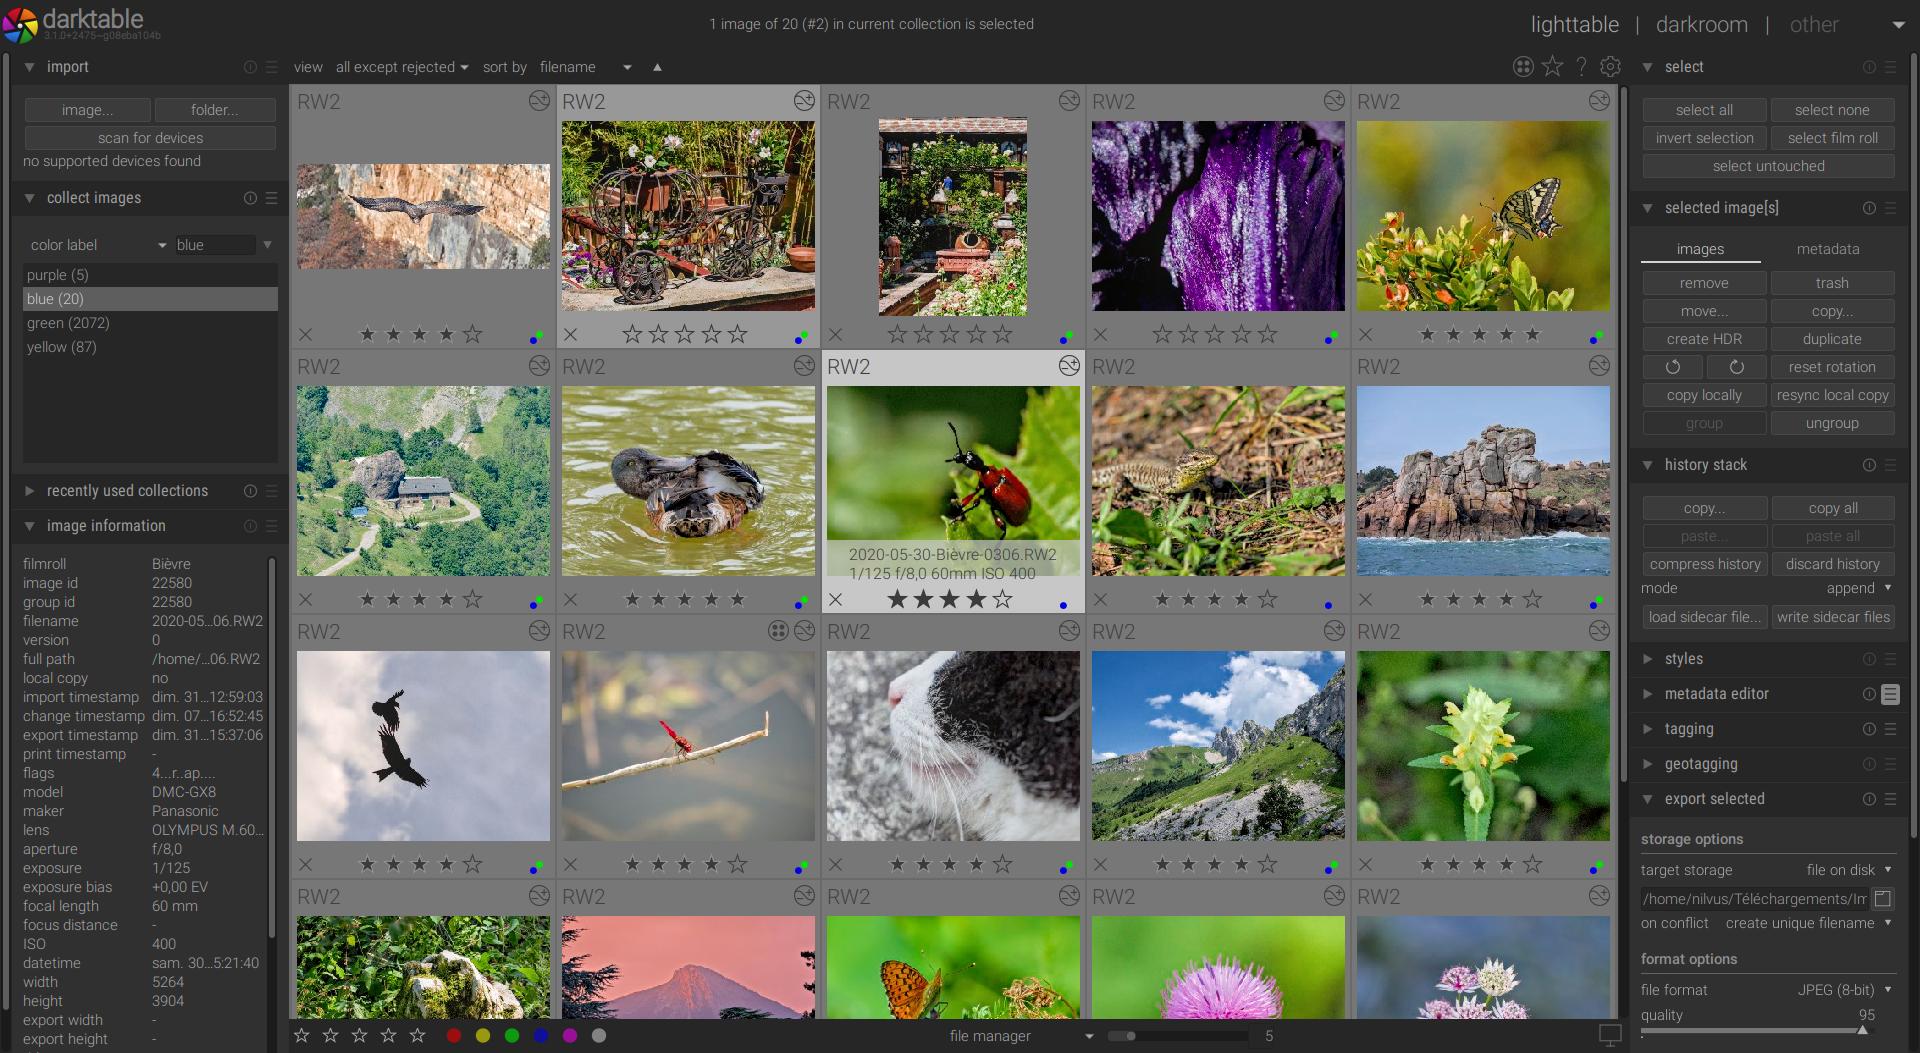 darktable
3.1.0+2475~g08eba104b
1 image of 20 (#2) in current collection is selected
lighttable | darkroom | other
import
image...
folder...
scan for devices
no supported devices found
collect images
color label
blue
purple (5)
blue (20)
green (2072)
yellow (87)
recently used collections
image information
filmroll Bièvre
image id 22580
group id 22580
filename 2020-05...06.RW2
version 0
full path /home/...06.RW2
local copy no
import timestamp dim. 31...12:59:03
change timestamp dim. 07...16:52:45
export timestamp dim. 31...15:37:06
print timestamp -
flags 4...r..ap....
model DMC-GX8
maker Panasonic
lens OLYMPUS M.60...
aperture f/8,0
exposure 1/125
exposure bias +0,00 EV
focal length 60 mm
focus distance -
ISO 400
datetime sam. 30...5:21:40
width 5264
height 3904
export width -
export height -
view all except rejected sort by filename
RW2 RW2 RW2 RW2 RW2
RW2 RW2 RW2 RW2 RW2
2020-05-30-Bièvre-0306.RW2
1/125 f/8,0 60mm ISO 400
RW2 RW2 RW2 RW2 RW2
RW2 RW2 RW2 RW2 RW2
file manager 5
select
select all
select none
invert selection
select film roll
select untouched
selected image[s]
images
metadata
remove
trash
move...
copy...
create HDR
duplicate
reset rotation
copy locally
resync local copy
group
ungroup
history stack
copy...
copy all
paste...
paste all
compress history
discard history
mode append
load sidecar file...
write sidecar files
styles
metadata editor
tagging
geotagging
export selected
storage options
target storage file on disk
/home/nilvus/Téléchargements/Im
on conflict create unique filename
format options
file format JPEG (8-bit)
quality 95